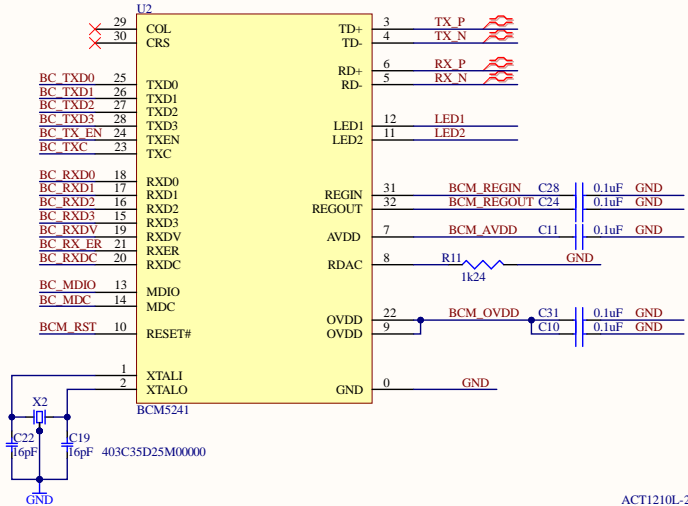 U2
29 COL 3 TD+ TX_P
30 CRS 4 TD- TX_N
6 RD+ RX_P
5 RD- RX_N
BC_TXD0 25 TXD0
BC_TXD1 26 TXD1
BC_TXD2 27 TXD2
BC_TXD3 28 TXD3 LED1 12 LED1
BC_TX_EN 24 TXEN LED2 11 LED2
BC_TXC 23 TXC
BC_RXD0 18 RXD0
BC_RXD1 17 RXD1 REGIN 31 BCM_REGIN C28 0.1uF GND
BC_RXD2 16 RXD2 REGOUT 32 BCM_REGOUT C24 0.1uF GND
BC_RXD3 15 RXD3
BC_RXDV 19 RXDV AVDD 7 BCM_AVDD C11 0.1uF GND
BC_RX_ER 21 RXER
BC_RXDC 20 RXDC RDAC 8 R11 GND
1k24
BC_MDIO 13 MDIO
BC_MDC 14 MDC
OVDD 22 BCM_OVDD C31 0.1uF GND
BCM_RST 10 RESET# OVDD 9 C10 0.1uF GND
1 XTALI
2 XTALO GND 0 GND
BCM5241
X2
C22 C19
16pF 16pF 403C35D25M00000
GND
ACT1210L-2